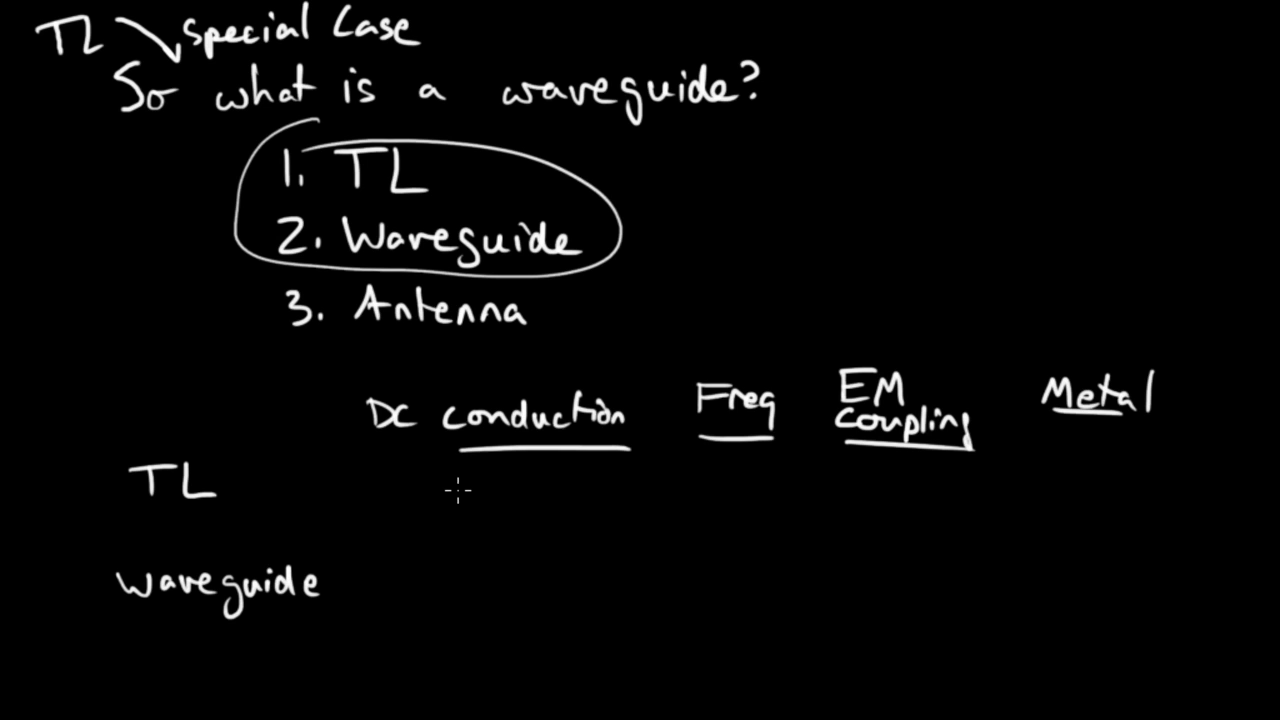 TL special case
So what is a waveguide?
1. TL
2. Waveguide
3. Antenna
DC conduction Freq EM coupling Metal
TL
waveguide